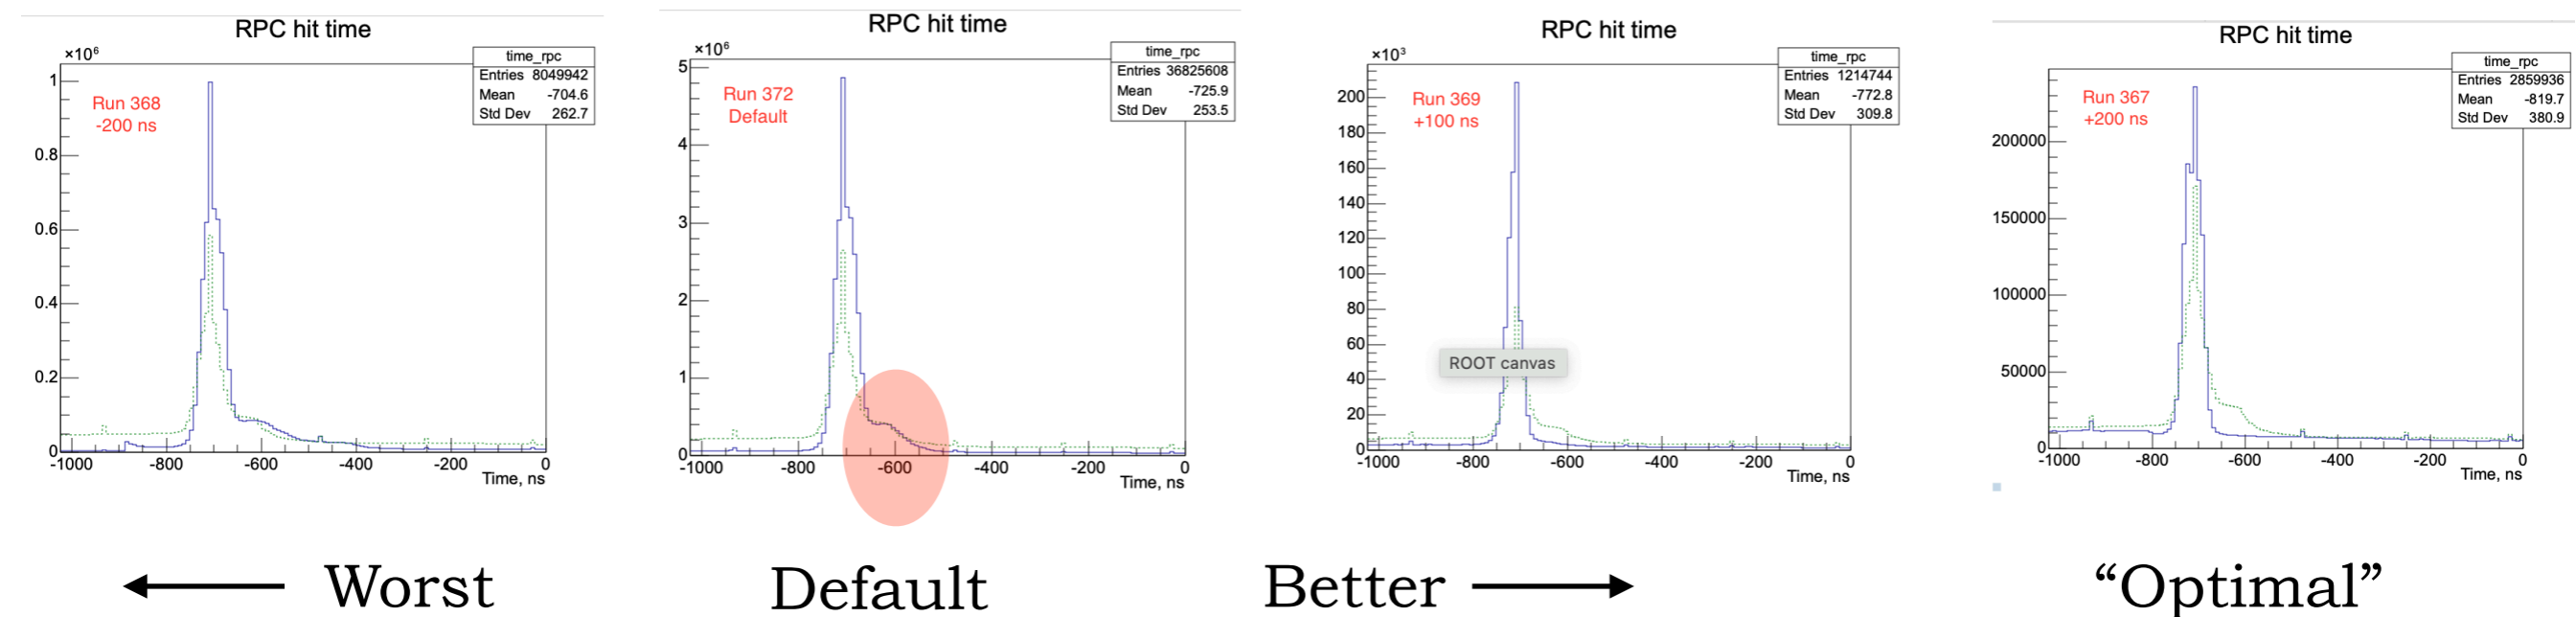 RPC hit time
×10⁶
time_rpc
Entries 8049942
Mean -704.6
Std Dev 262.7
Run 368
-200 ns
1
0.8
0.6
0.4
0.2
0
-1000 -800 -600 -400 -200 0
Time, ns
RPC hit time
×10⁶
time_rpc
Entries 36825608
Mean -725.9
Std Dev 253.5
Run 372
Default
5
4
3
2
1
0
-1000 -800 -600 -400 -200 0
Time, ns
RPC hit time
×10³
time_rpc
Entries 1214744
Mean -772.8
Std Dev 309.8
Run 369
+100 ns
200
180
160
140
120
100
80
60
40
20
0
ROOT canvas
-1000 -800 -600 -400 -200 0
Time, ns
RPC hit time
time_rpc
Entries 2859936
Mean -819.7
Std Dev 380.9
Run 367
+200 ns
200000
150000
100000
50000
0
-1000 -800 -600 -400 -200 0
Time, ns
Worst Default Better “Optimal”